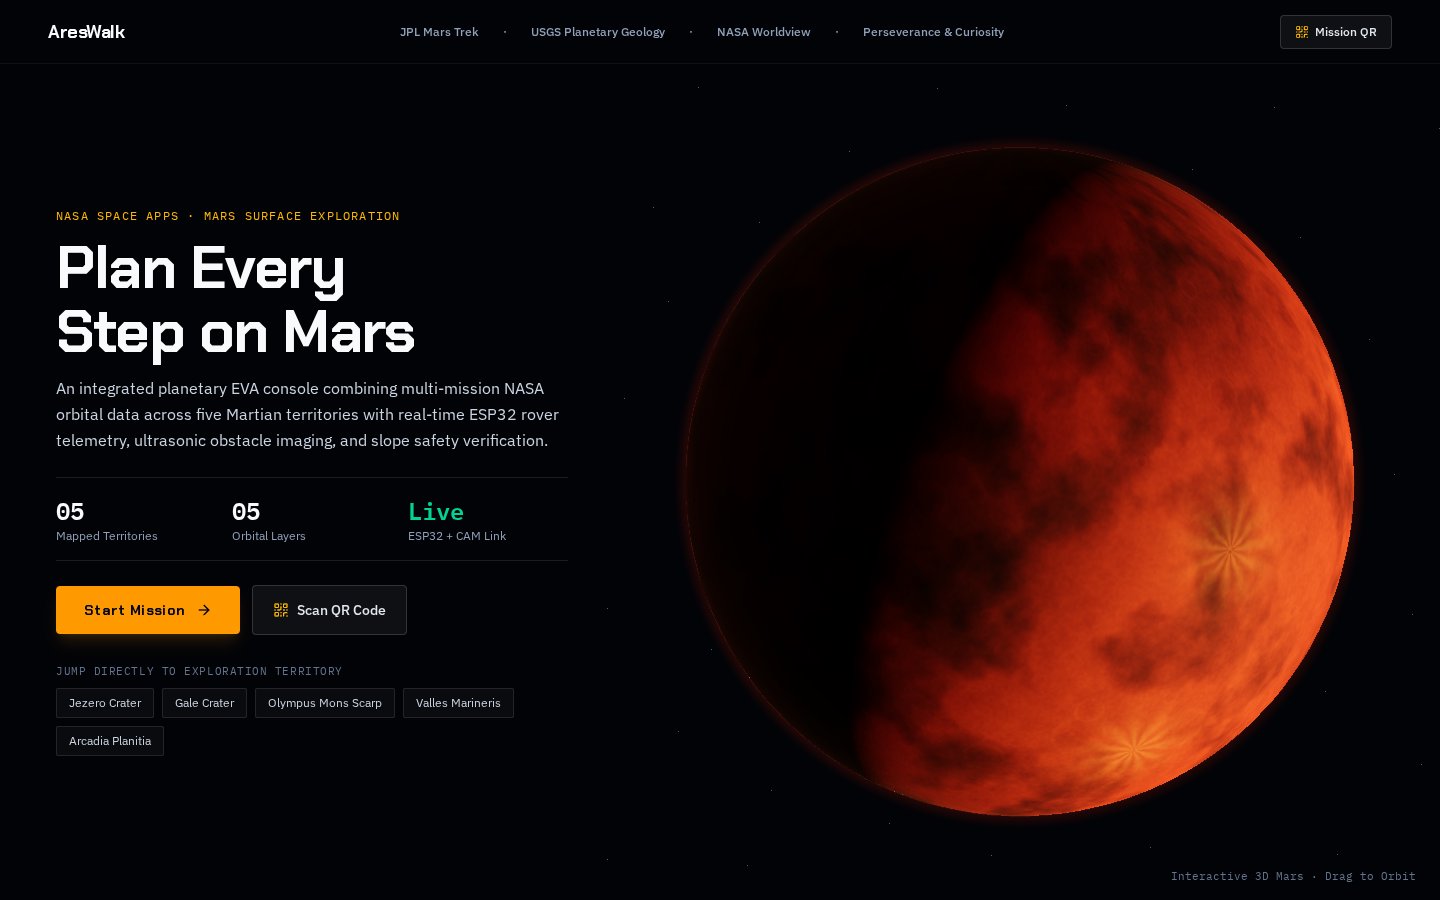 AresWalk
JPL Mars Trek · USGS Planetary Geology · NASA Worldview · Perseverance & Curiosity
Mission QR
NASA SPACE APPS · MARS SURFACE EXPLORATION
Plan Every
Step on Mars
An integrated planetary EVA console combining multi-mission NASA
orbital data across five Martian territories with real-time ESP32 rover
telemetry, ultrasonic obstacle imaging, and slope safety verification.
05 05 Live
Mapped Territories Orbital Layers ESP32 + CAM Link
Start Mission → Scan QR Code
JUMP DIRECTLY TO EXPLORATION TERRITORY
Jezero Crater Gale Crater Olympus Mons Scarp Valles Marineris
Arcadia Planitia
Interactive 3D Mars · Drag to Orbit